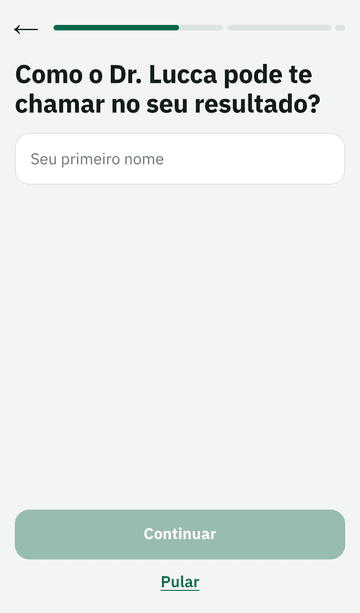 Como o Dr. Lucca pode te
chamar no seu resultado?
Seu primeiro nome
Continuar
Pular